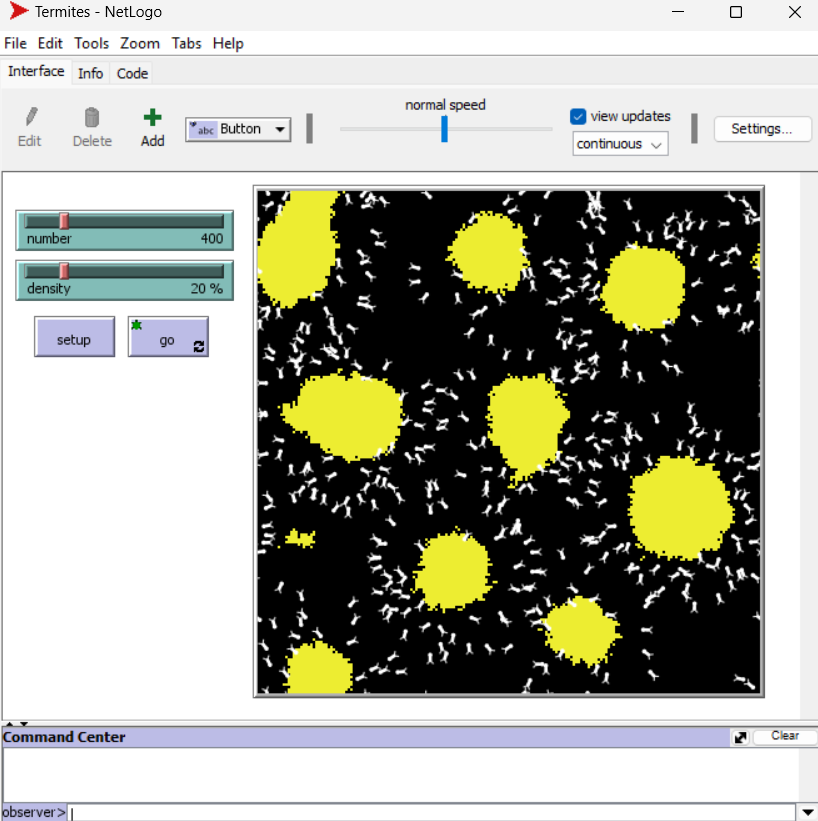 Termites - NetLogo
File Edit Tools Zoom Tabs Help
Interface Info Code
normal speed
Edit Delete Add abc Button view updates continuous Settings...
number 400
density 20 %
setup go
Command Center Clear
observer>